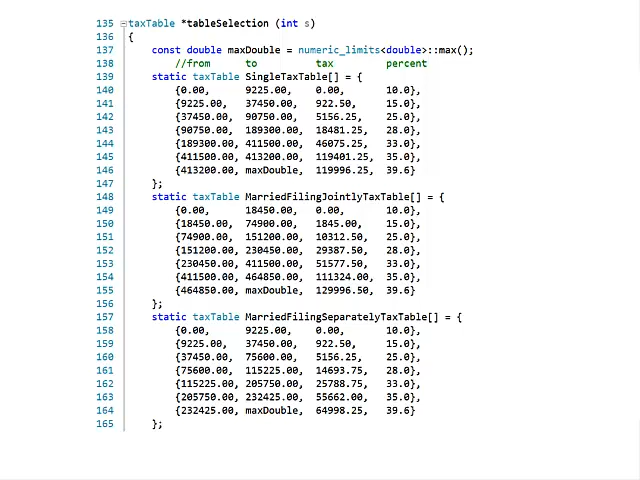 135 taxTable *tableSelection (int s)
136 {
137 const double maxDouble = numeric_limits<double>::max();
138 //from to tax percent
139 static taxTable SingleTaxTable[] = {
140 {0.00, 9225.00, 0.00, 10.0},
141 {9225.00, 37450.00, 922.50, 15.0},
142 {37450.00, 90750.00, 5156.25, 25.0},
143 {90750.00, 189300.00, 18481.25, 28.0},
144 {189300.00, 411500.00, 46075.25, 33.0},
145 {411500.00, 413200.00, 119401.25, 35.0},
146 {413200.00, maxDouble, 119996.25, 39.6}
147 };
148 static taxTable MarriedFilingJointlyTaxTable[] = {
149 {0.00, 18450.00, 0.00, 10.0},
150 {18450.00, 74900.00, 1845.00, 15.0},
151 {74900.00, 151200.00, 10312.50, 25.0},
152 {151200.00, 230450.00, 29387.50, 28.0},
153 {230450.00, 411500.00, 51577.50, 33.0},
154 {411500.00, 464850.00, 111324.00, 35.0},
155 {464850.00, maxDouble, 129996.50, 39.6}
156 };
157 static taxTable MarriedFilingSeparatelyTaxTable[] = {
158 {0.00, 9225.00, 0.00, 10.0},
159 {9225.00, 37450.00, 922.50, 15.0},
160 {37450.00, 75600.00, 5156.25, 25.0},
161 {75600.00, 115225.00, 14693.75, 28.0},
162 {115225.00, 205750.00, 25788.75, 33.0},
163 {205750.00, 232425.00, 55662.00, 35.0},
164 {232425.00, maxDouble, 64998.25, 39.6}
165 };